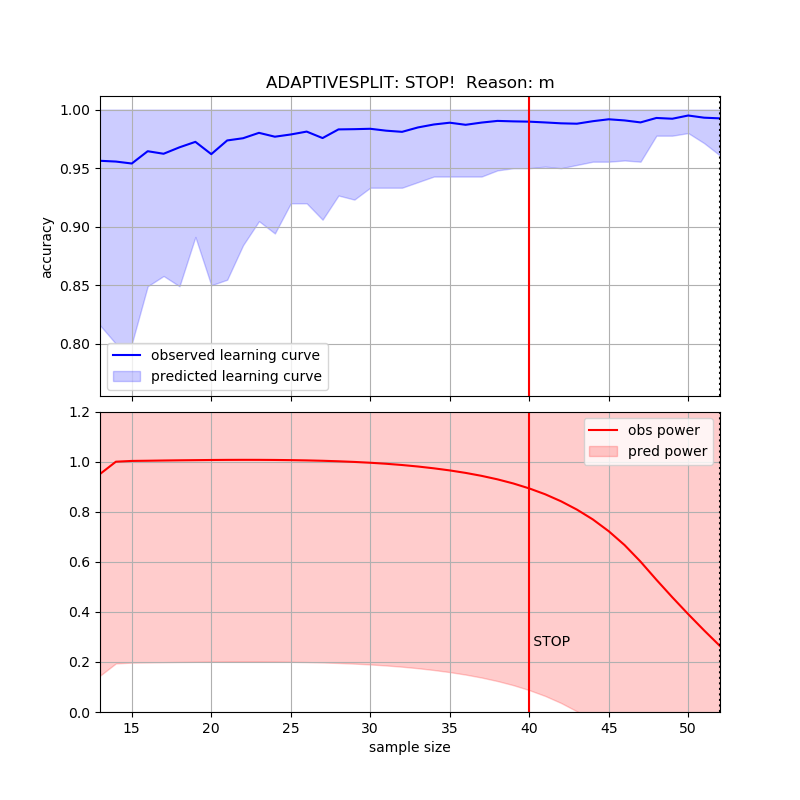 ADAPTIVESPLIT: STOP!  Reason: m
1.00
0.95
0.90
0.85
0.80
accuracy
observed learning curve
predicted learning curve
1.2
1.0
0.8
0.6
0.4
0.2
0.0
obs power
pred power
STOP
15 20 25 30 35 40 45 50
sample size